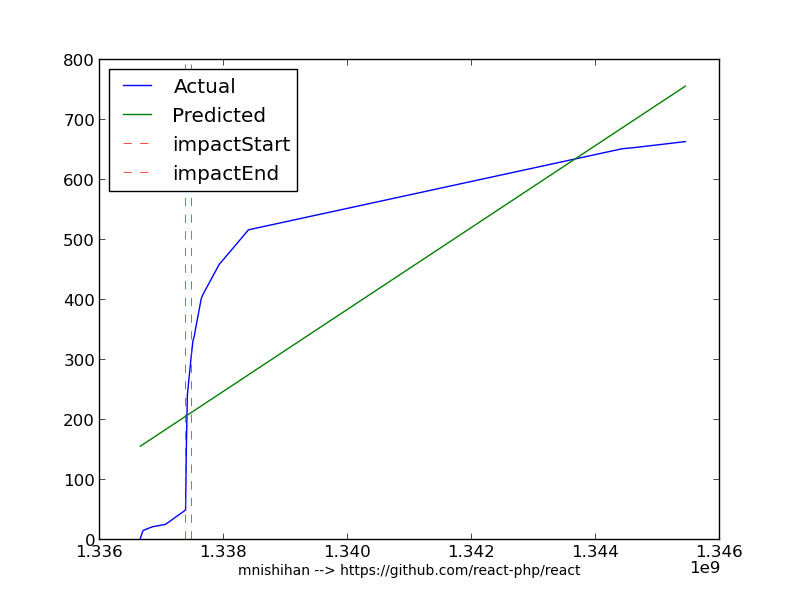 800
700
600
500
400
300
200
100
0
Actual
Predicted
impactStart
impactEnd
1.336 1.338 1.340 1.342 1.344 1.346
1e9
mnishihan --> https://github.com/react-php/react